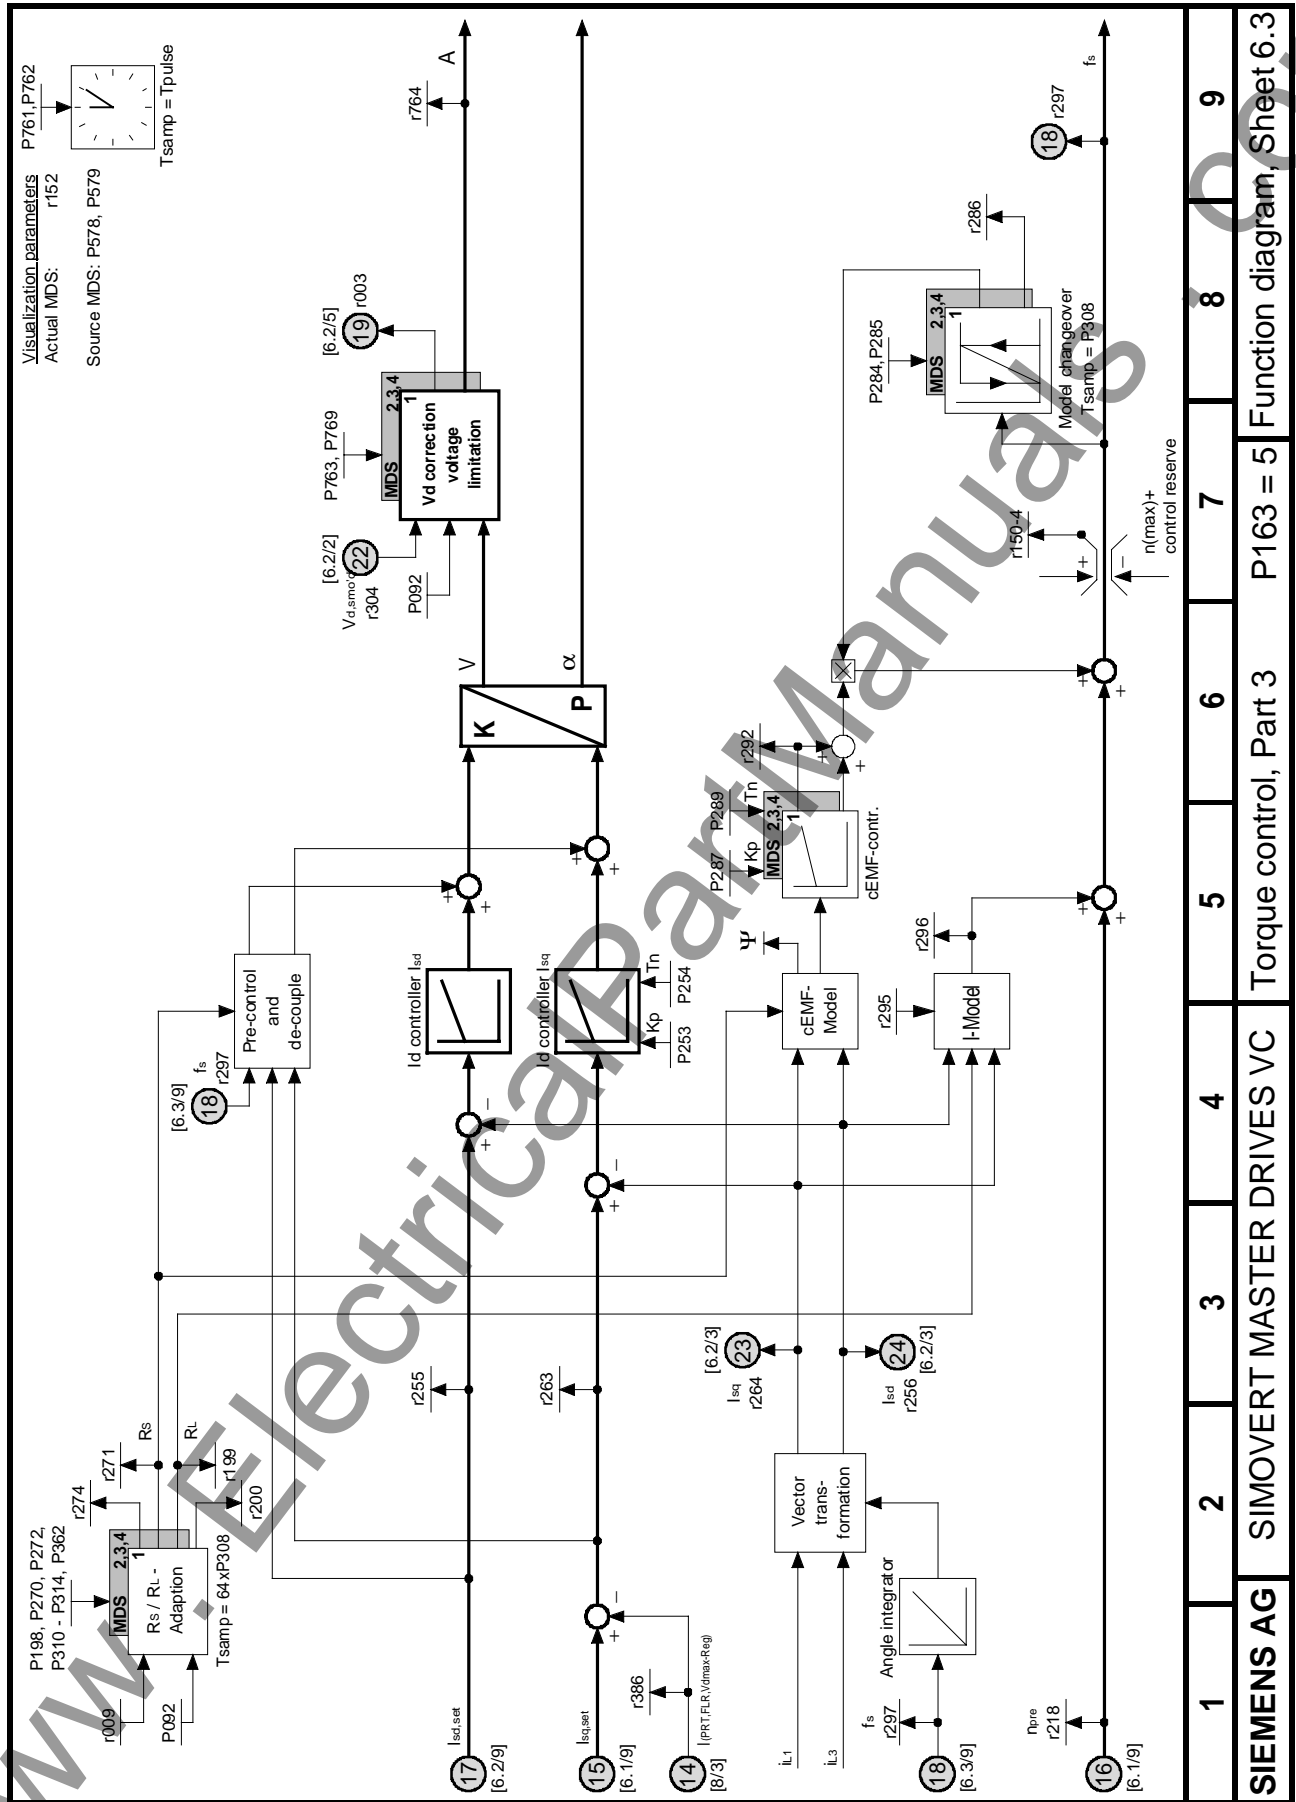 Visualization parameters
Actual MDS: r152
Source MDS: P578, P579
P761,P762
Tsamp = Tpulse
P198, P270, P272,
P310 - P314, P362
r009
P092
MDS 2,3,4
1
Rs / RL -
Adaption
Tsamp = 64xP308
r274
r271
Rs
RL
r199
r200
[6.3/9]
18
fs
r297
Pre-control
and
de-couple
[6.2/2]
22
Vd,smo'd
r304
P092
P763, P769
MDS 2,3,4
1
Vd correction
voltage
limitation
[6.2/5]
19
r003
r764
A
Isd,set
17
[6.2/9]
r255
+
−
Id controller Isd
+
+
K
P
V
α
Isq,set
15
[6.1/9]
+
−
r386
I(PRT,FLR,Vdmax-Reg)
14
[8/3]
r263
+
−
Id controller Isq
Kp
P253
Tn
P254
+
+
iL1
iL3
Vector
trans-
formation
[6.2/3]
23
Isq
r264
Isd
r256
24
[6.2/3]
cEMF-
Model
Ψ
P287
Kp
P289
Tn
MDS 2,3,4
1
cEMF-contr.
r292
+
+
P284,P285
MDS 2,3,4
1
Model changeover
Tsamp = P308
r286
fs
r297
18
[6.3/9]
Angle integrator
r295
I-Model
r296
npre
r218
16
[6.1/9]
+
+
+
+
r150-4
+
−
n(max)+
control reserve
18
r297
fs
1 2 3 4 5 6 7 8 9
SIEMENS AG SIMOVERT MASTER DRIVES VC Torque control, Part 3 P163 = 5 Function diagram, Sheet 6.3
ww.ElectricalPartManuals.co